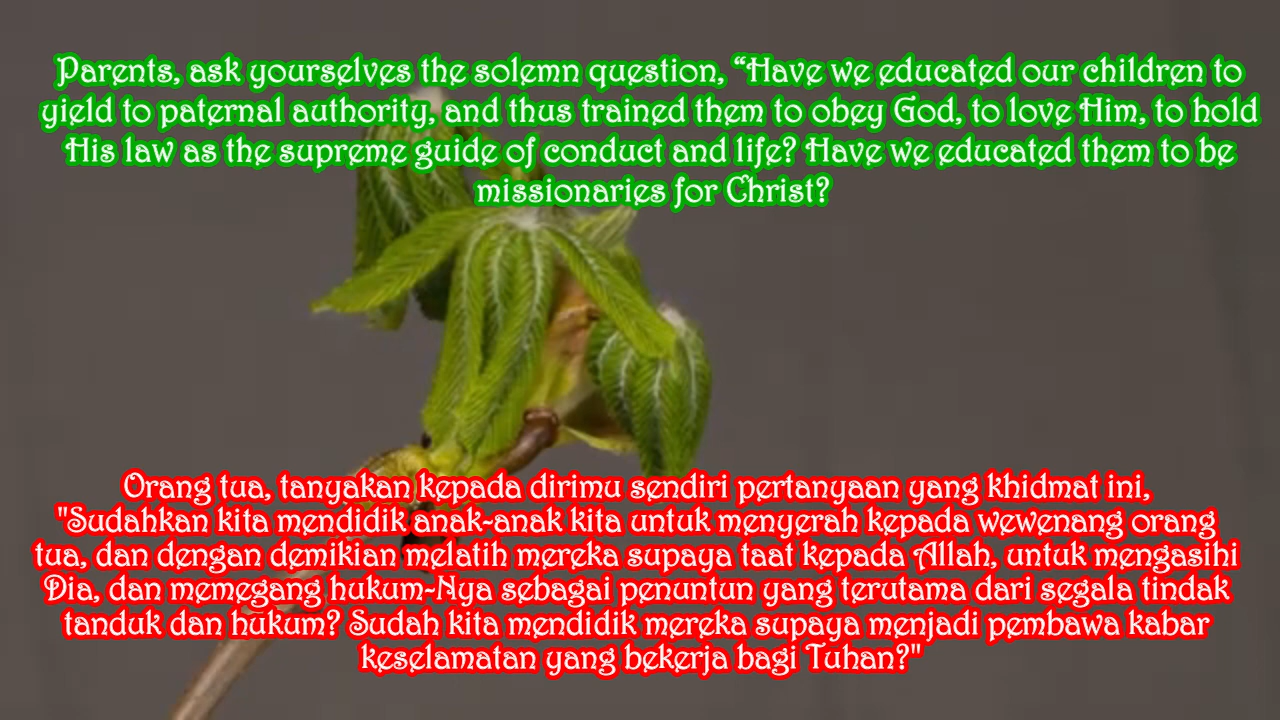 Parents, ask yourselves the solemn question, “Have we educated our children to
yield to paternal authority, and thus trained them to obey God, to love Him, to hold
His law as the supreme guide of conduct and life? Have we educated them to be
missionaries for Christ?
Orang tua, tanyakan kepada dirimu sendiri pertanyaan yang khidmat ini,
"Sudahkan kita mendidik anak-anak kita untuk menyerah kepada wewenang orang
tua, dan dengan demikian melatih mereka supaya taat kepada Allah, untuk mengasihi
Dia, dan memegang hukum-Nya sebagai penuntun yang terutama dari segala tindak
tanduk dan hukum? Sudah kita mendidik mereka supaya menjadi pembawa kabar
keselamatan yang bekerja bagi Tuhan?"